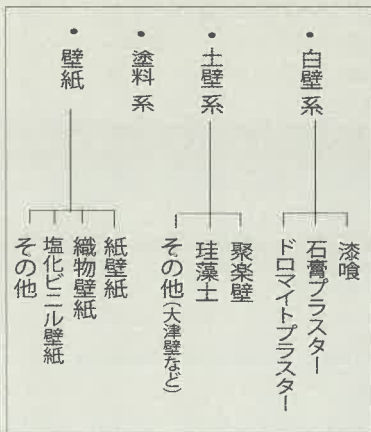 • 白壁系
漆喰
石膏プラスター
ドロマイトプラスター
• 土壁系
聚楽壁
珪藻土
その他(大津壁など)
• 塗料系
• 壁紙
紙壁紙
織物壁紙
塩化ビニル壁紙
その他